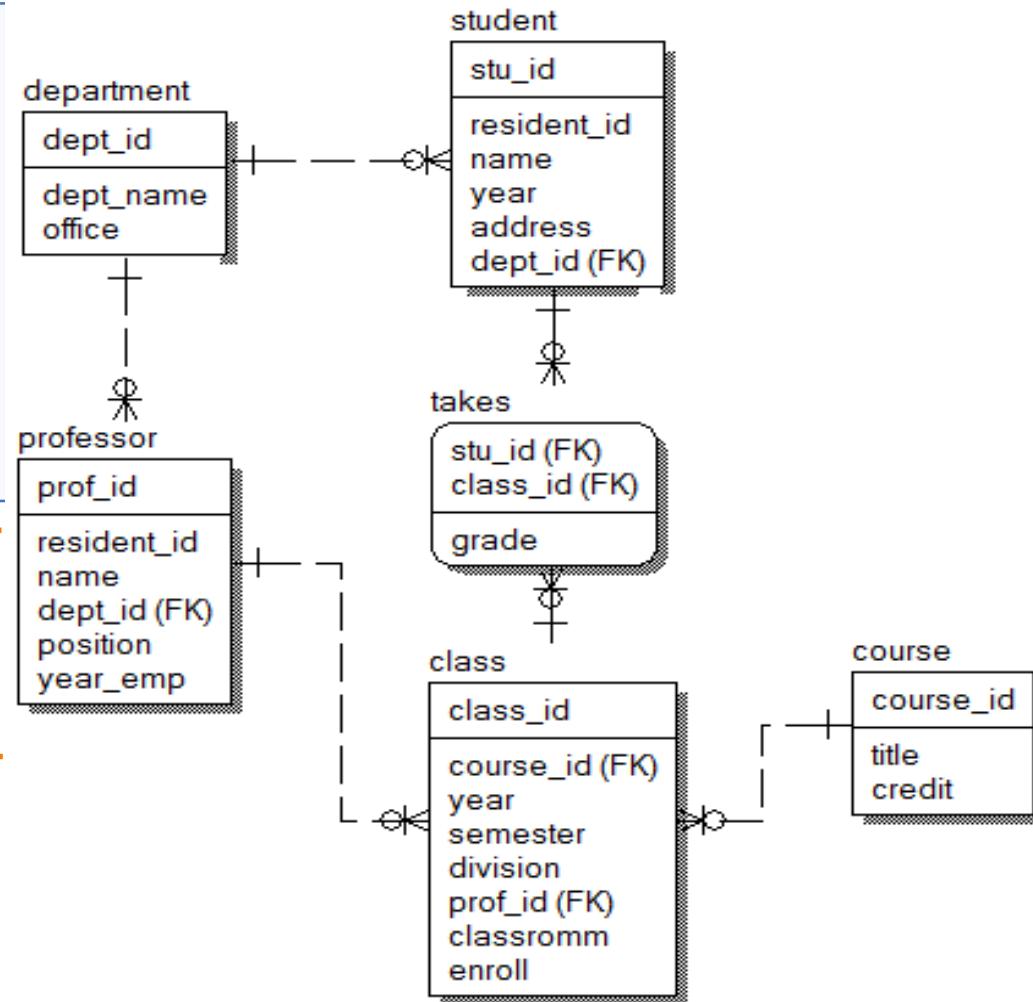 student
stu_id
resident_id
name
year
address
dept_id (FK)
department
dept_id
dept_name
office
takes
stu_id (FK)
class_id (FK)
grade
professor
prof_id
resident_id
name
dept_id (FK)
position
year_emp
class
class_id
course_id (FK)
year
semester
division
prof_id (FK)
classromm
enroll
course
course_id
title
credit